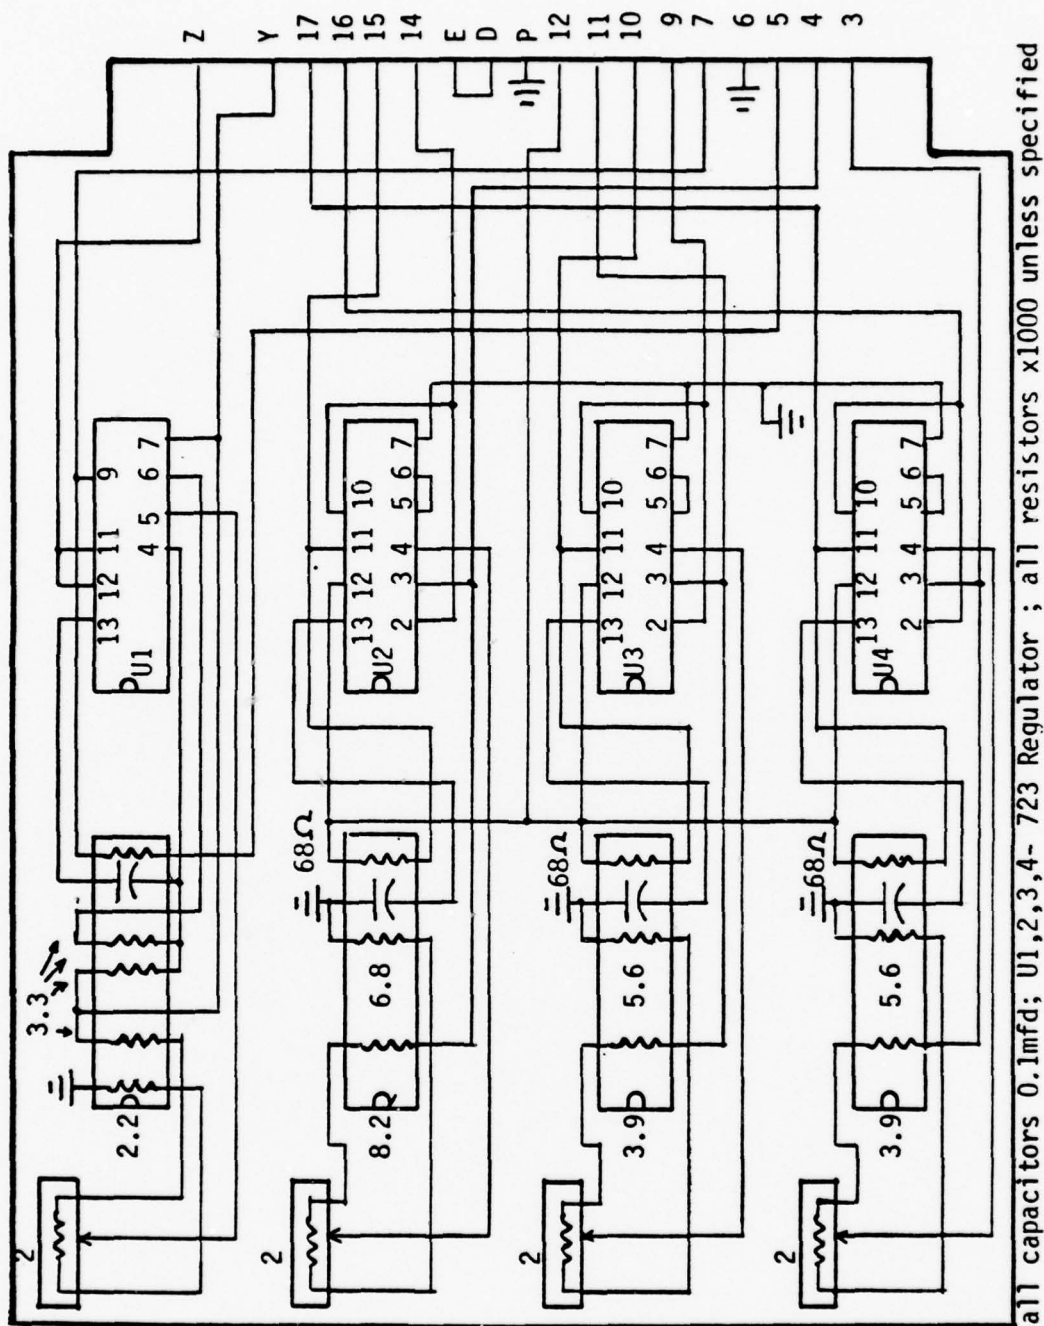 Z
Y
17
16
15
14
E
D
P
12
11
10
9
7
6
5
4
3
13 12 11 9
U1
4 5 6 7
3.3
2.2
2
13 12 11 10
U2
2 3 4 5 6 7
68Ω
6.8
8.2
2
13 12 11 10
U3
2 3 4 5 6 7
68Ω
5.6
3.9
2
13 12 11 10
U4
2 3 4 5 6 7
68Ω
5.6
3.9
2
all capacitors 0.1mfd; U1,2,3,4- 723 Regulator ; all resistors x1000 unless specified